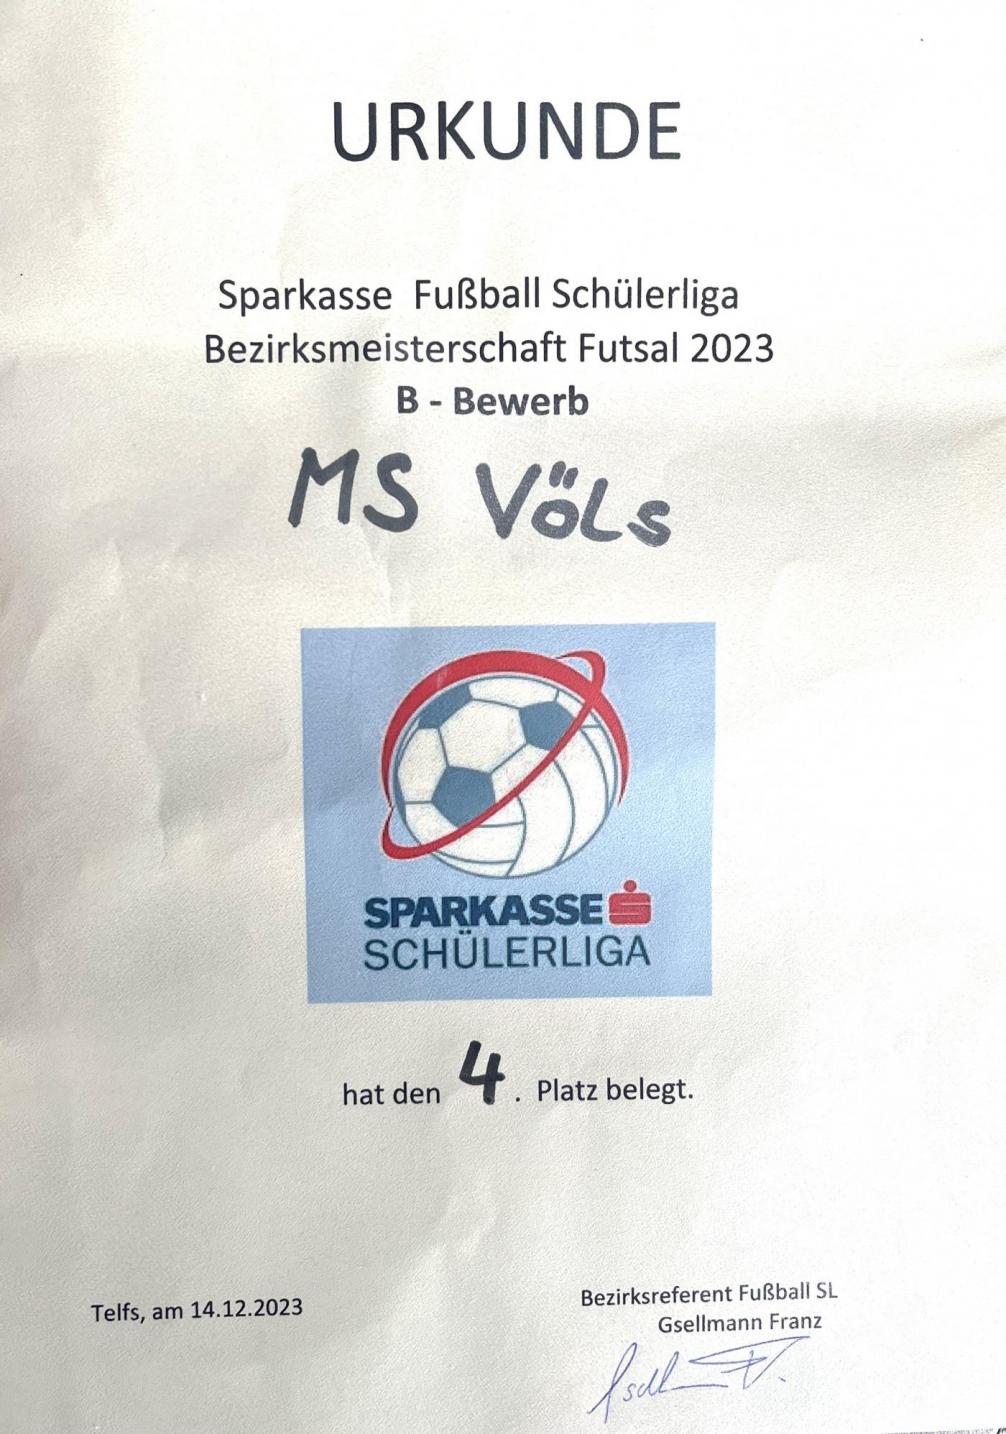 URKUNDE
Sparkasse Fußball Schülerliga
Bezirksmeisterschaft Futsal 2023
B - Bewerb
MS Völs
SPARKASSE
SCHÜLERLIGA
hat den 4. Platz belegt.
Telfs, am 14.12.2023
Bezirksreferent Fußball SL
Gsellmann Franz